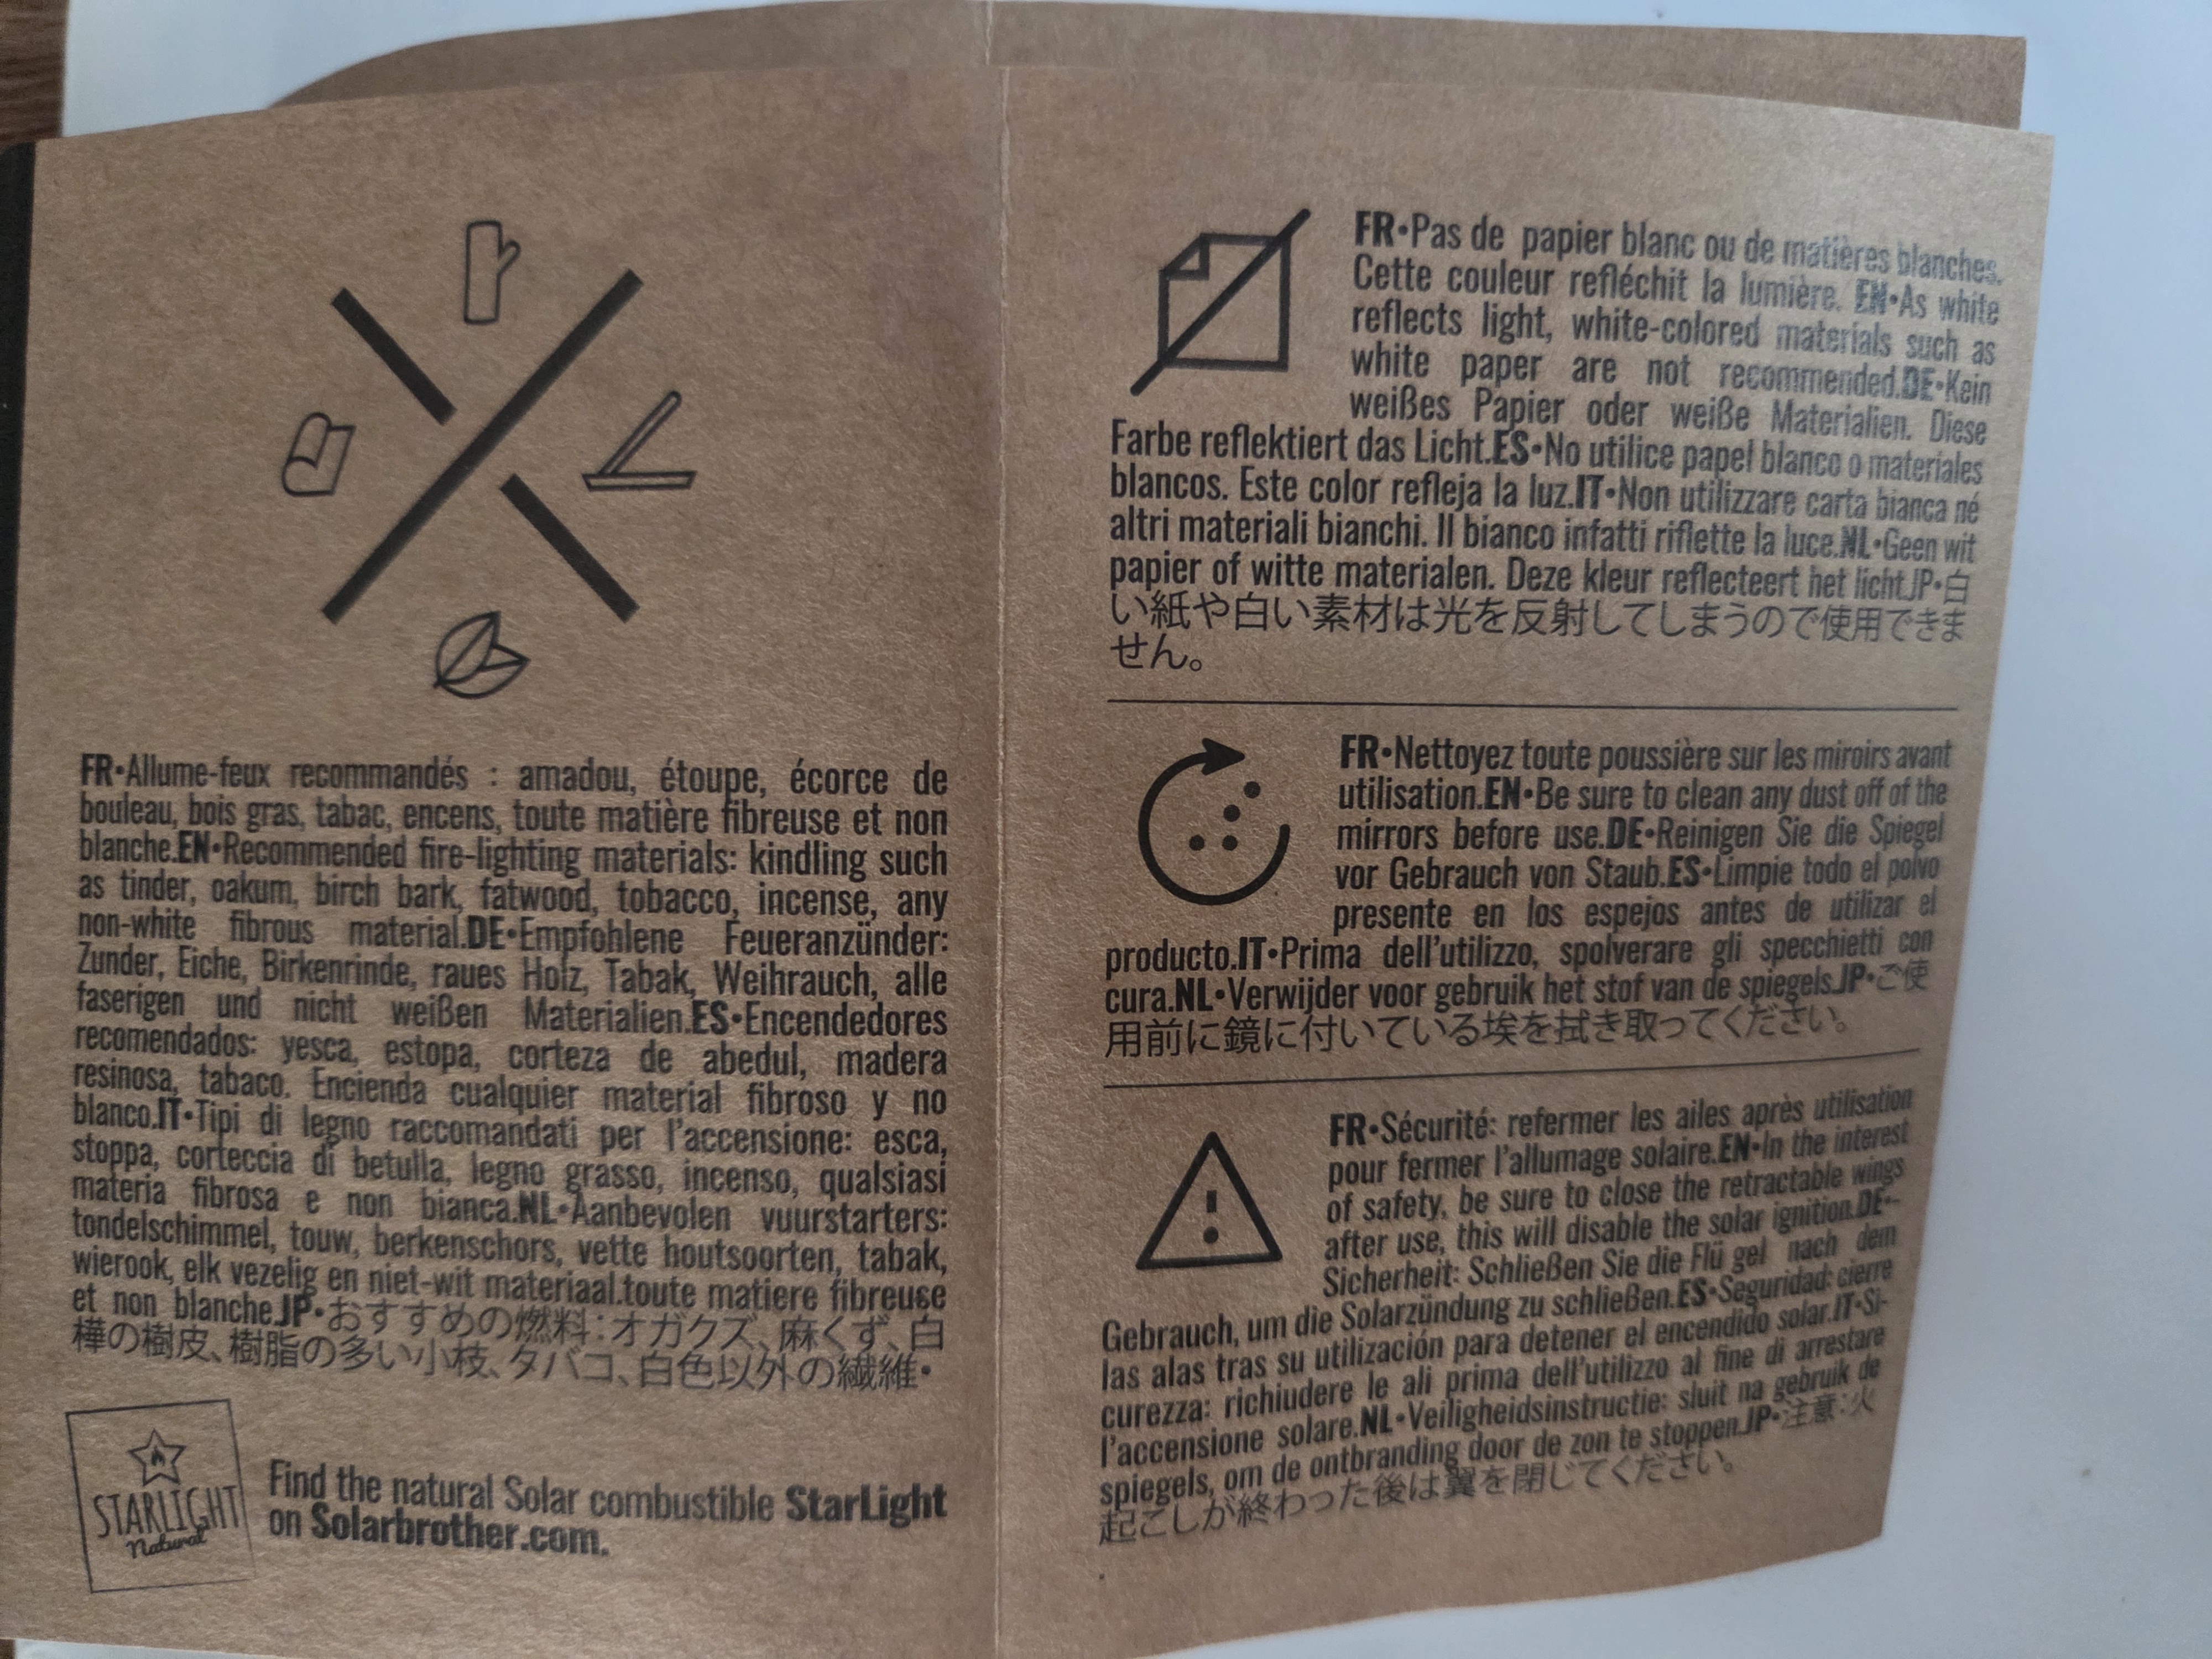 FR•Allume-feux recommandés : amadou, étoupe, écorce de
bouleau, bois gras, tabac, encens, toute matière fibreuse et non
blanche.EN•Recommended fire-lighting materials: kindling such
as tinder, oakum, birch bark, fatwood, tobacco, incense, any
non-white fibrous material.DE•Empfohlene Feueranzünder:
Zunder, Eiche, Birkenrinde, raues Holz, Tabak, Weihrauch, alle
faserigen und nicht weißen Materialien.ES•Encendedores
recomendados: yesca, estopa, corteza de abedul, madera
resinosa, tabaco. Encienda cualquier material fibroso y no
blanco.IT•Tipi di legno raccomandati per l'accensione: esca,
stoppa, corteccia di betulla, legno grasso, incenso, qualsiasi
materia fibrosa e non bianca.NL•Aanbevolen vuurstarters:
tondelschimmel, touw, berkenschors, vette houtsoorten, tabak,
wierook, elk vezelig en niet-wit materiaal.toute matiere fibreuse
et non blanche.JP•おすすめの燃料：オガクズ、麻くず、白
樺の樹皮、樹脂の多い小枝、タバコ、白色以外の繊維・
STARLIGHT
Natural
Find the natural Solar combustible StarLight
on Solarbrother.com.
FR•Pas de papier blanc ou de matières blanches.
Cette couleur refléchit la lumière. EN•As white
reflects light, white-colored materials such as
white paper are not recommended.DE•Kein
weißes Papier oder weiße Materialien. Diese
Farbe reflektiert das Licht.ES•No utilice papel blanco o materiales
blancos. Este color refleja la luz.IT•Non utilizzare carta bianca né
altri materiali bianchi. Il bianco infatti riflette la luce.NL•Geen wit
papier of witte materialen. Deze kleur reflecteert het licht.JP•白
い紙や白い素材は光を反射してしまうので使用できま
せん。
FR•Nettoyez toute poussière sur les miroirs avant
utilisation.EN•Be sure to clean any dust off of the
mirrors before use.DE•Reinigen Sie die Spiegel
vor Gebrauch von Staub.ES•Limpie todo el polvo
presente en los espejos antes de utilizar el
producto.IT•Prima dell'utilizzo, spolverare gli specchietti con
cura.NL•Verwijder voor gebruik het stof van de spiegels.JP•ご使
用前に鏡に付いている埃を拭き取ってください。
FR•Sécurité: refermer les ailes après utilisation
pour fermer l'allumage solaire.EN•In the interest
of safety, be sure to close the retractable wings
after use, this will disable the solar ignition.DE•-
Sicherheit: Schließen Sie die Flü gel nach dem
Gebrauch, um die Solarzündung zu schließen.ES•Seguridad: cierre
las alas tras su utilización para detener el encendido solar.IT•Si-
curezza: richiudere le ali prima dell'utilizzo al fine di arrestare
l'accensione solare.NL•Veiligheidsinstructie: sluit na gebruik de
spiegels, om de ontbranding door de zon te stoppen.JP•注意：火
起こしが終わった後は翼を閉じてください。